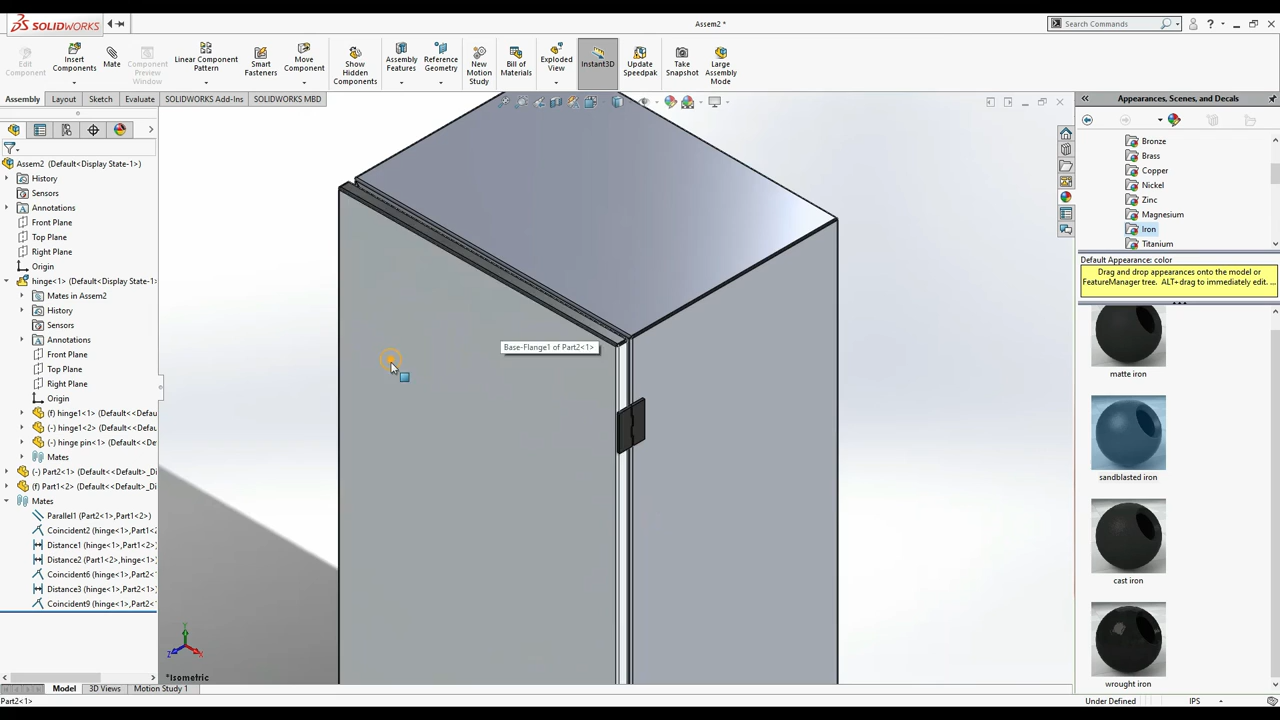 SOLIDWORKS
Assem2 *
Search Commands
Edit Component
Insert Components
Mate
Component Preview Window
Linear Component Pattern
Smart Fasteners
Move Component
Show Hidden Components
Assembly Features
Reference Geometry
New Motion Study
Bill of Materials
Exploded View
Instant3D
Update Speedpak
Take Snapshot
Large Assembly Mode
Assembly
Layout
Sketch
Evaluate
SOLIDWORKS Add-Ins
SOLIDWORKS MBD
Appearances, Scenes, and Decals
Assem2 (Default<Display State-1>)
History
Sensors
Annotations
Front Plane
Top Plane
Right Plane
Origin
hinge<1> (Default<Display State-1>
Mates in Assem2
History
Sensors
Annotations
Front Plane
Top Plane
Right Plane
Origin
(f) hinge1<1> (Default<<Default>_
(-) hinge1<2> (Default<<Default>_
(-) hinge pin<1> (Default<<De
Mates
(-) Part2<1> (Default<<Default>_Di
(f) Part1<2> (Default<<Default>_Di
Mates
Parallel1 (Part2<1>,Part1<2>)
Coincident2 (hinge<1>,Part1<2
Distance1 (hinge<1>,Part1<2>)
Distance2 (Part1<2>,hinge<1>)
Coincident6 (hinge<1>,Part2<
Distance3 (hinge<1>,Part2<1>)
Coincident9 (hinge<1>,Part2<
Base-Flange1 of Part2<1>
Bronze
Brass
Copper
Nickel
Zinc
Magnesium
Iron
Titanium
Default Appearance: color
Drag and drop appearances onto the model or
FeatureManager tree. ALT+drag to immediately edit. ...
matte iron
sandblasted iron
cast iron
wrought iron
Y
Z
X
*Isometric
Model
3D Views
Motion Study 1
Part2<1>
Under Defined
IPS